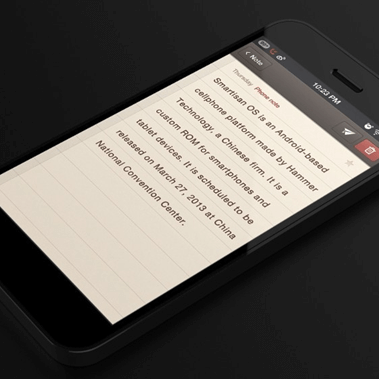 10:23 PM
Note
Thursday Phone note
Smartisan OS is an Android-based
cellphone platform made by Hammer
Technology, a Chinese firm. It is a
custom ROM for smartphones and
tablet devices. It is scheduled to be
released on March 27, 2013 at China
National Convention Center.